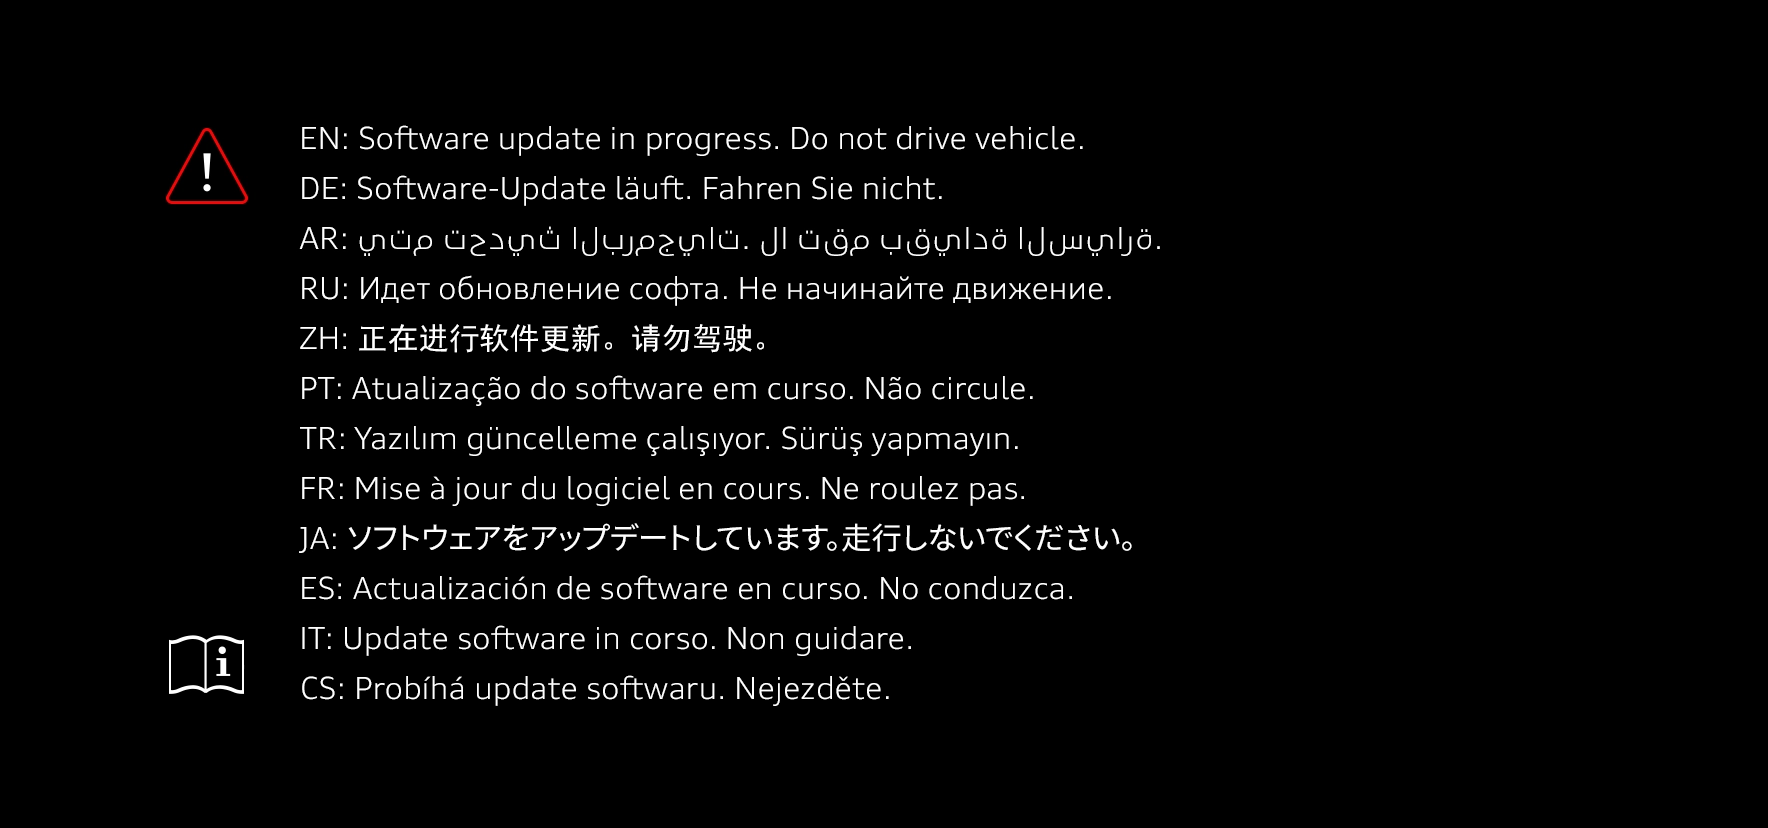 EN: Software update in progress. Do not drive vehicle.
DE: Software-Update läuft. Fahren Sie nicht.
AR: يتم تحديث البرمجيات. لا تقم بقيادة السيارة.
RU: Идет обновление софта. Не начинайте движение.
ZH: 正在进行软件更新。请勿驾驶。
PT: Atualização do software em curso. Não circule.
TR: Yazılım güncelleme çalışıyor. Sürüş yapmayın.
FR: Mise à jour du logiciel en cours. Ne roulez pas.
JA: ソフトウェアをアップデートしています。走行しないでください。
ES: Actualización de software en curso. No conduzca.
IT: Update software in corso. Non guidare.
CS: Probíhá update softwaru. Nejezděte.